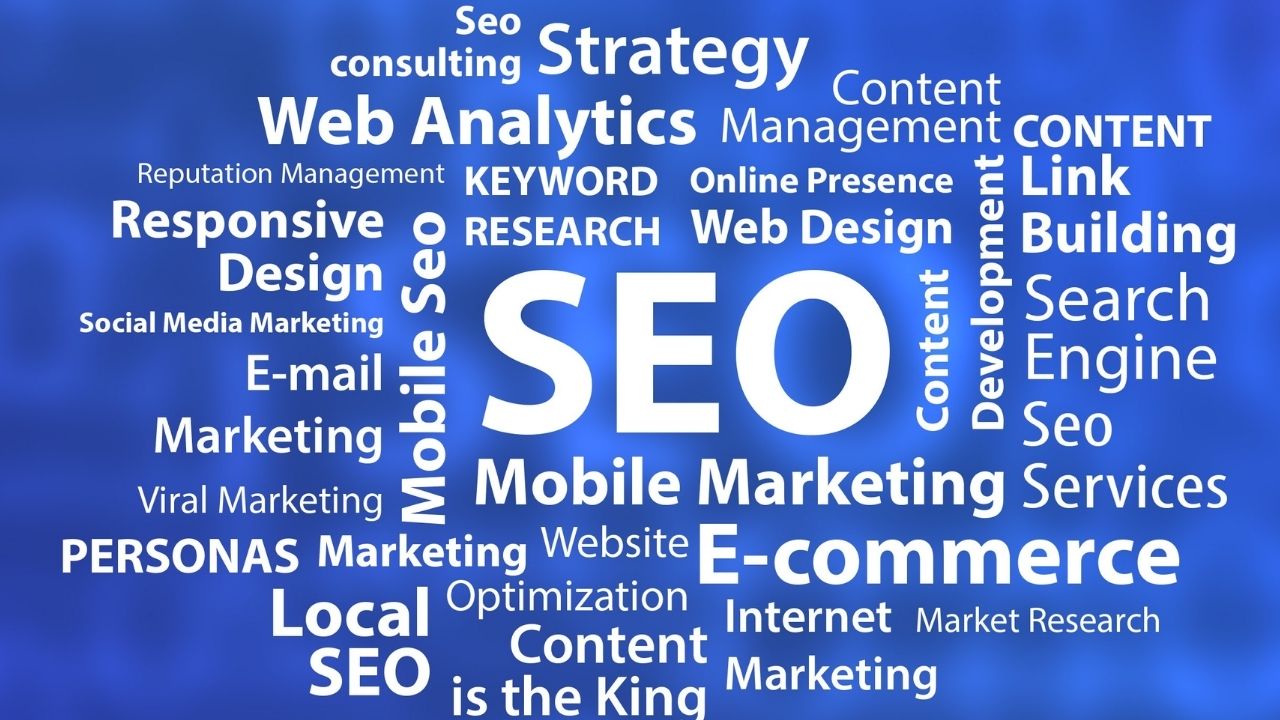 Seo
consulting
Strategy
Content
Management
Web Analytics
CONTENT
Reputation Management
KEYWORD
RESEARCH
Online Presence
Web Design
Link
Building
Responsive
Design
Mobile Seo
SEO
Content
Development
Search
Engine
Seo
Services
Social Media Marketing
E-mail
Marketing
Viral Marketing
Mobile Marketing
PERSONAS
Marketing
Website
Optimization
E-commerce
Local
SEO
Content
is the King
Internet
Marketing
Market Research